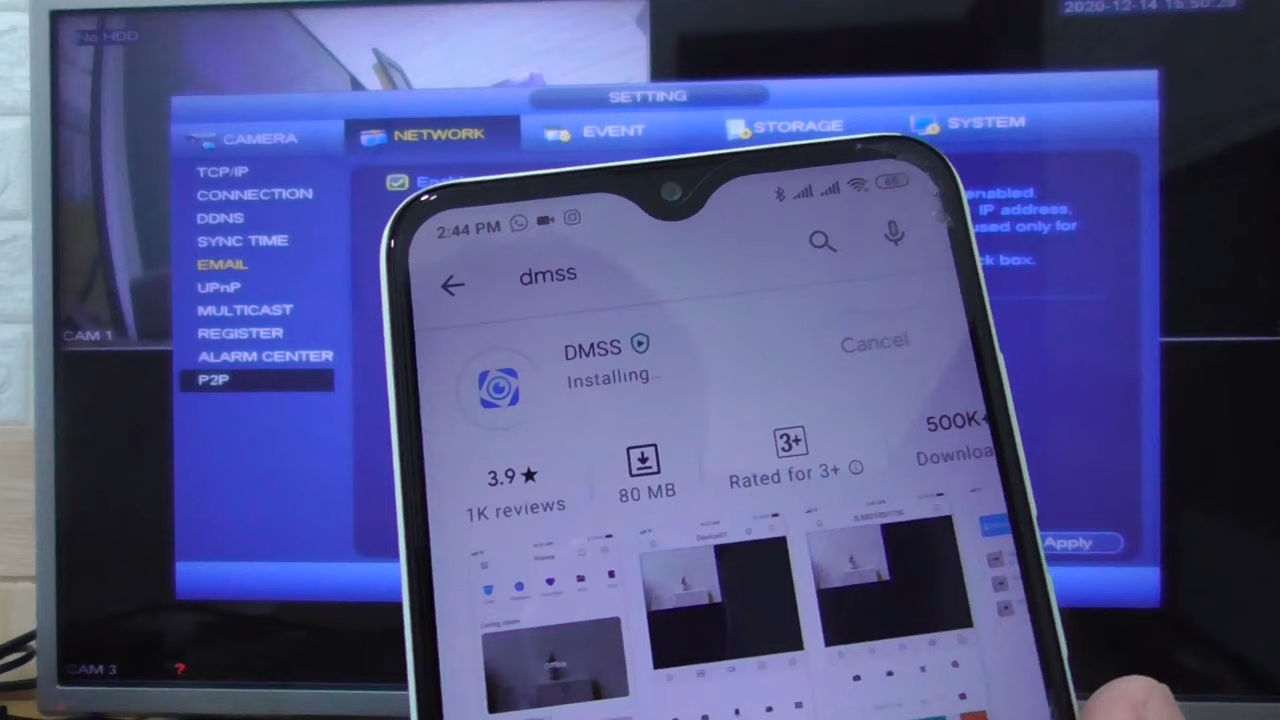 2020-12-14 15:50:29
No HDD
SETTING
CAMERA
NETWORK
EVENT
STORAGE
SYSTEM
TCP/IP
CONNECTION
DDNS
SYNC TIME
EMAIL
UPnP
MULTICAST
REGISTER
ALARM CENTER
P2P
enabled.
IP address,
used only for
ck box.
Apply
CAM 1
CAM 3
?
2:44 PM
dmss
DMSS
Installing...
Cancel
3.9★
1K reviews
80 MB
3+
Rated for 3+
500K+
Downloa